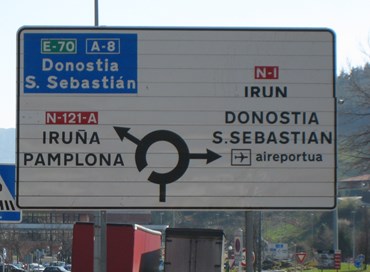 E-70 A-8
Donostia
S. Sebastián
N-1
IRUN
N-121-A
IRUÑA
PAMPLONA
DONOSTIA
S.SEBASTIAN
aireportua